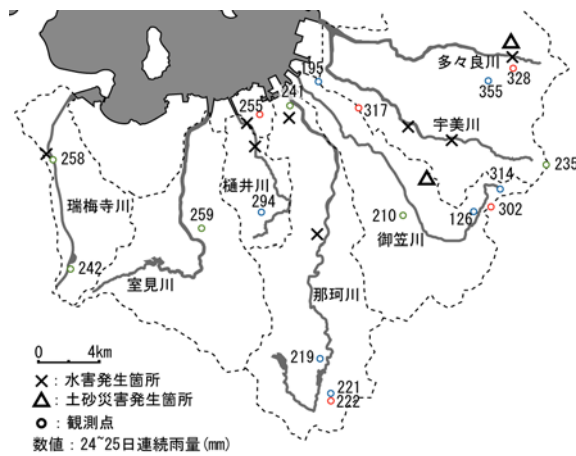 多々良川
195
241
328
355
255
317
宇美川
258
235
314
樋井川
瑞梅寺川
294
259
210
126
302
御笠川
242
室見川
那珂川
0 4km
219
×：水害発生箇所
221
△：土砂災害発生箇所
222
○：観測点
数値：24~25日連続雨量(mm)